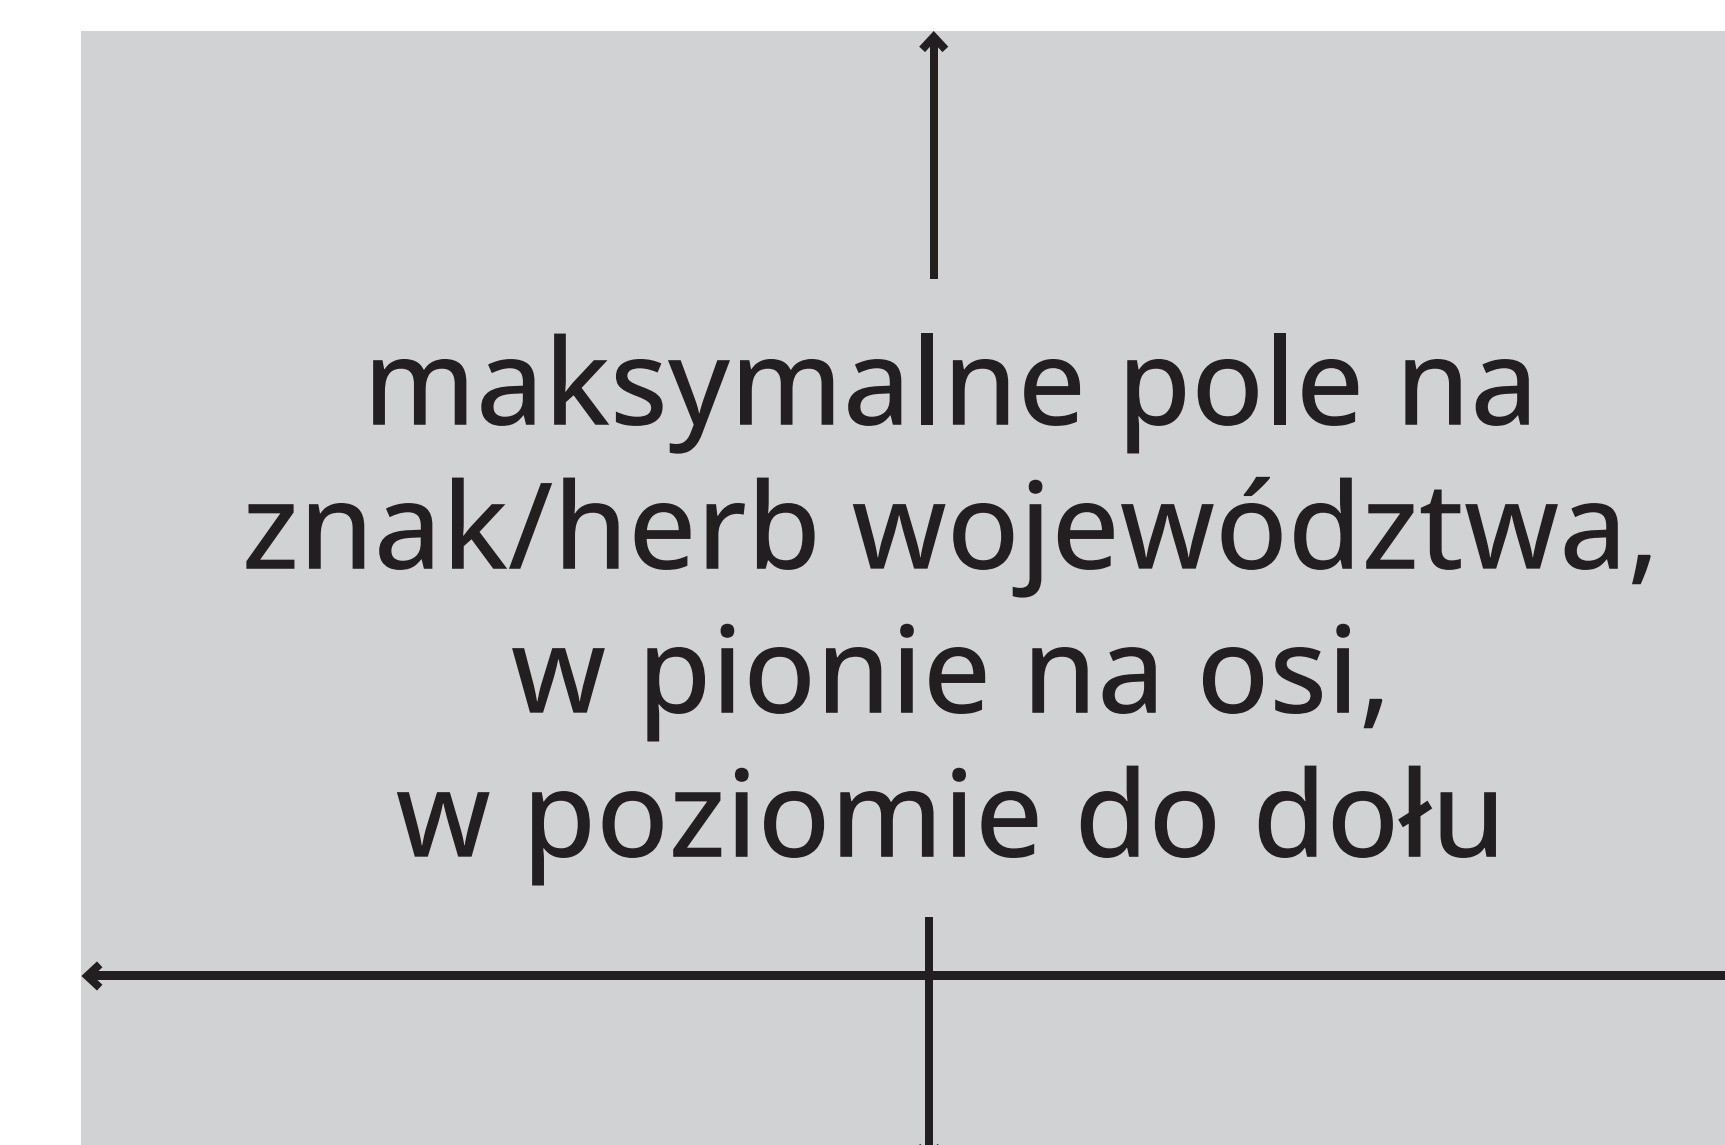 maksymalne pole na
znak/herb województwa,
w pionie na osi,
w poziomie do dołu